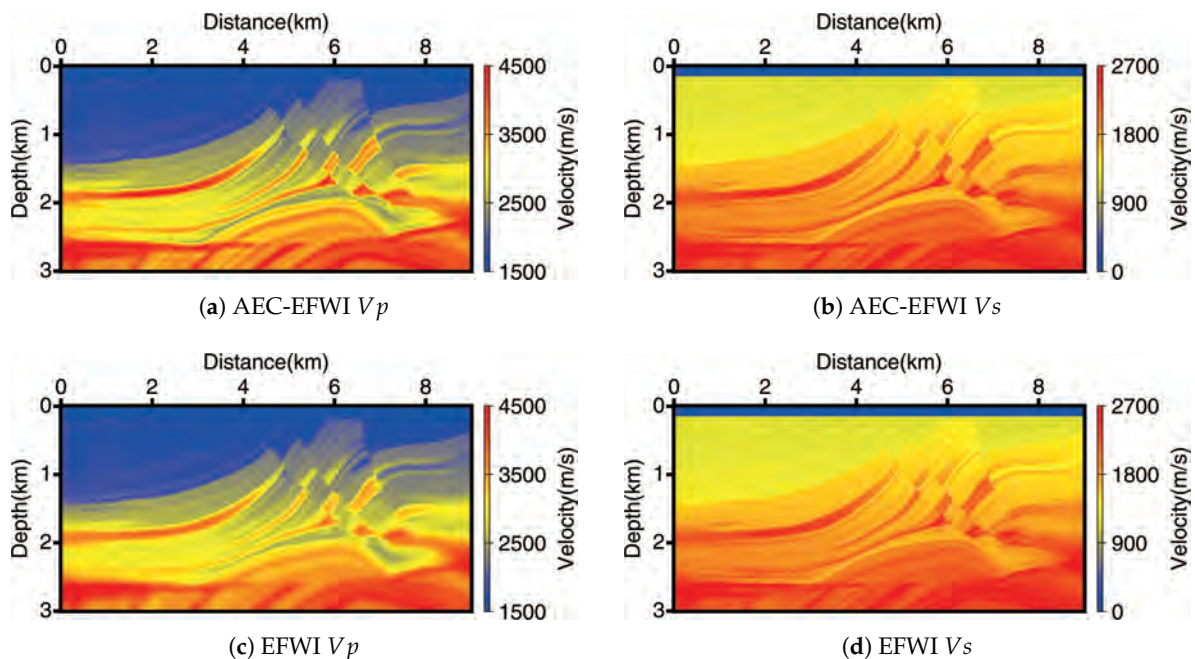 Distance(km)
0 2 4 6 8
0
1
2
3
Depth(km)
4500
3500
2500
1500
Velocity(m/s)
(a) AEC-EFWI Vp
Distance(km)
0 2 4 6 8
0
1
2
3
Depth(km)
2700
1800
900
0
Velocity(m/s)
(b) AEC-EFWI Vs
Distance(km)
0 2 4 6 8
0
1
2
3
Depth(km)
4500
3500
2500
1500
Velocity(m/s)
(c) EFWI Vp
Distance(km)
0 2 4 6 8
0
1
2
3
Depth(km)
2700
1800
900
0
Velocity(m/s)
(d) EFWI Vs